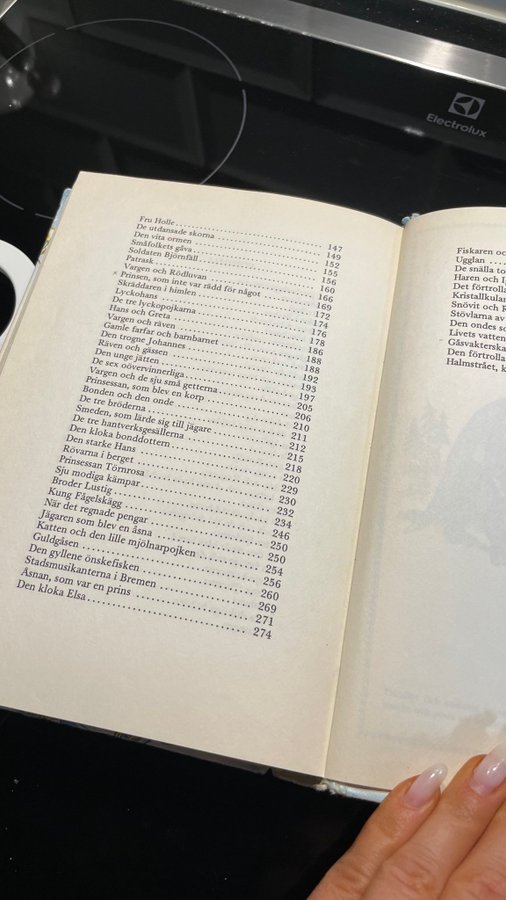 Electrolux
Fru Holle 147
De utdansade skorna 149
Den vita ormen 152
Småfolkets gåva 155
Soldaten Björnfäll 156
Patrask 160
Vargen och Rödluvan 166
× Prinsen, som inte var rädd för något 169
Skräddaren i himlen 172
Lyckohans 174
De tre lyckopojkarna 176
Hans och Greta 178
Vargen och räven 186
Gamle farfar och barnbarnet 188
Den trogne Johannes 188
Räven och gässen 192
Den unge jätten 193
De sex oövervinnerliga 197
Vargen och de sju små getterna 205
Prinsessan, som blev en korp 206
Bonden och den onde 210
De tre bröderna 211
Smeden, som lärde sig till jägare 212
De tre hantverksgesällerna 215
Den kloka bonddottern 218
Den starke Hans 220
Rövarna i berget 229
Prinsessan Törnrosa 230
Sju modiga kämpar 232
Broder Lustig 234
Kung Fågelskägg 246
När det regnade pengar 250
Jägaren som blev en åsna 250
Katten och den lille mjölnarpojken 254
Guldgåsen 256
Den gyllene önskefisken 260
Stadsmusikanterna i Bremen 269
Åsnan, som var en prins 271
Den kloka Elsa 274
Fiskaren oc
Ugglan
De snälla to
Haren och I
Det förtroll
Kristallkulan
Snövit och R
Stövlarna av
Den ondes s
Livets vatten
Gåsvakterska
Den förtrolla
Halmstrået, k